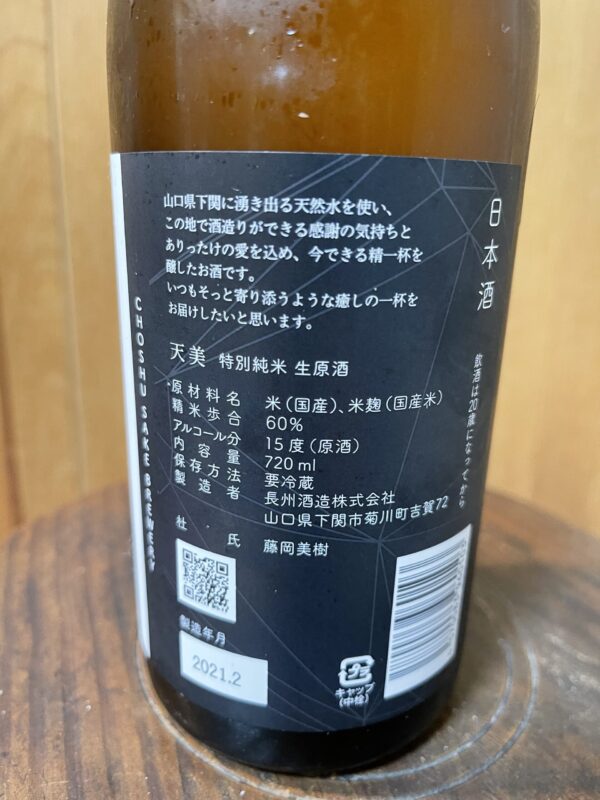 山口県下関に湧き出る天然水を使い、
この地で酒造りができる感謝の気持ちと
ありったけの愛を込め、今できる精一杯を
醸したお酒です。
いつもそっと寄り添うような癒しの一杯を
お届けしたいと思います。
日本酒
飲酒は20歳になってから
CHOSHU SAKE BREWERY
天美 特別純米 生原酒
原材料名 米（国産）、米麹（国産米）
精米歩合 60%
アルコール分 15度（原酒）
内容量 720ml
保存方法 要冷蔵
製造者 長州酒造株式会社
山口県下関市菊川町吉賀72
杜氏 藤岡美樹
製造年月
2021.2
プラ
キャップ
（中栓）